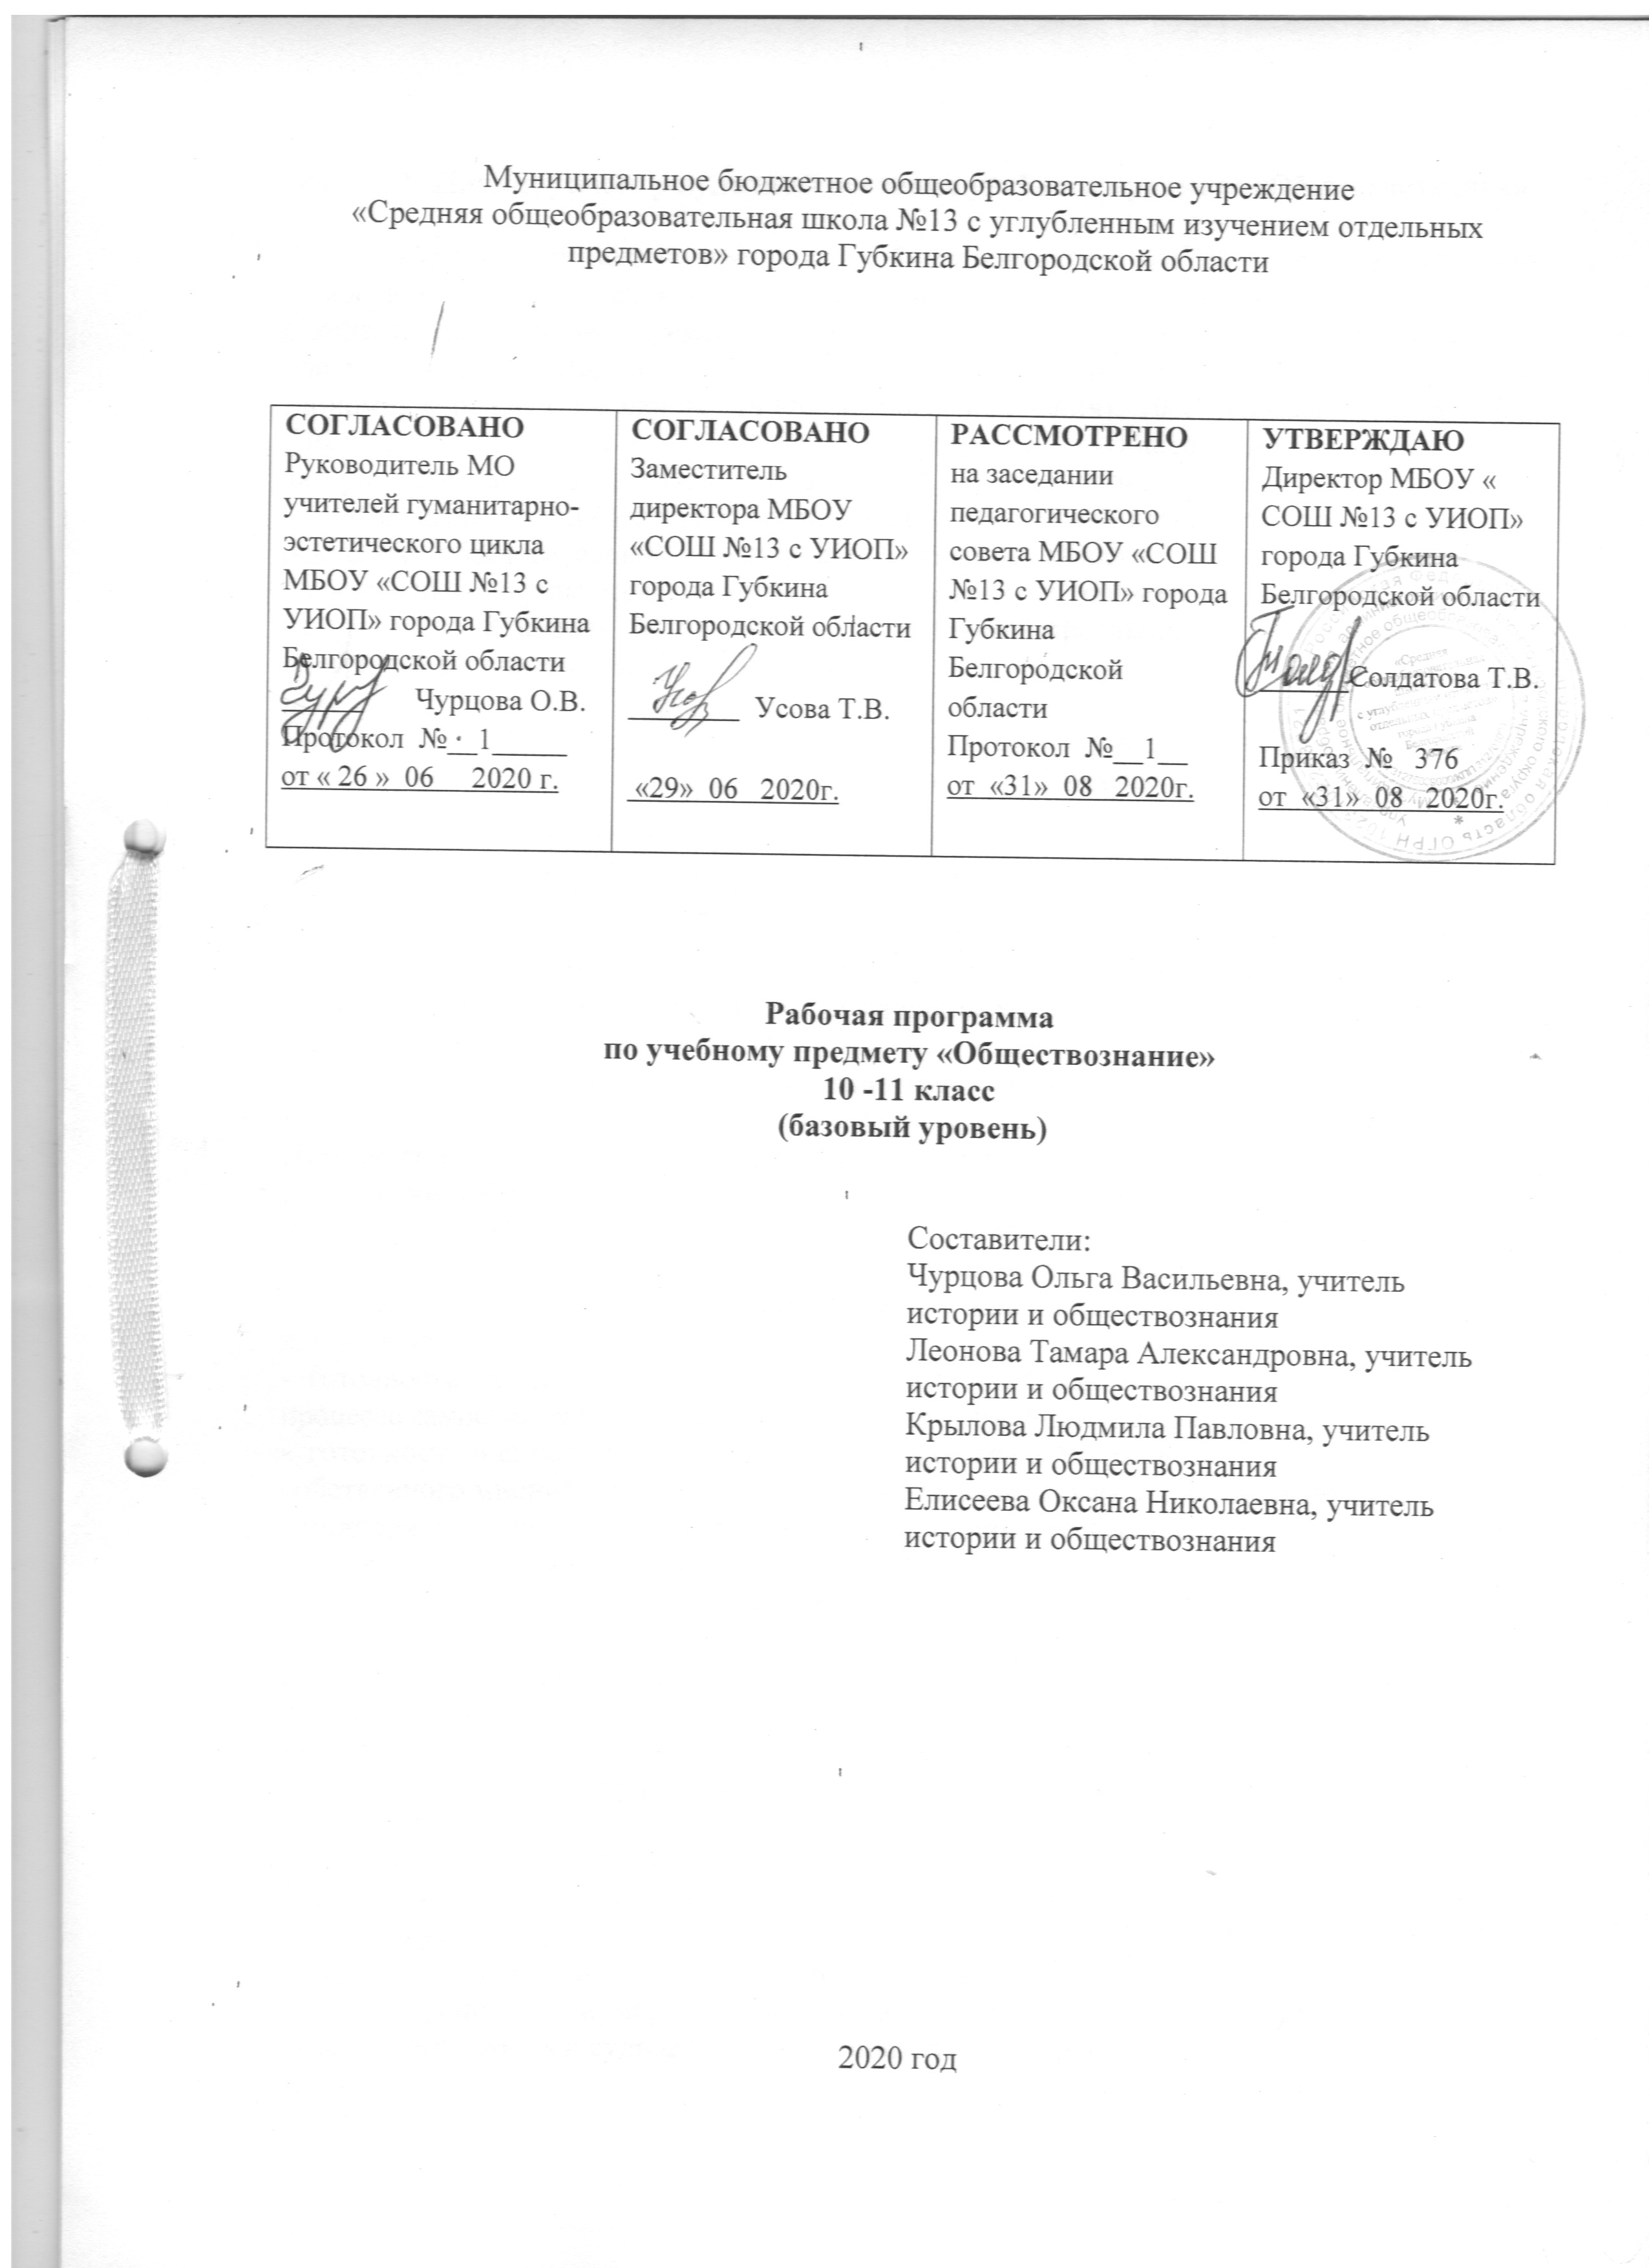 Муниципальное бюджетное общеобразовательное учреждение
«Средняя общеобразовательная школа №13 с углубленным изучением отдельных
предметов» города Губкина Белгородской области
СОГЛАСОВАНО
Руководитель МО
учителей гуманитарно-
эстетического цикла
МБОУ «СОШ №13 с
УИОП» города Губкина
Белгородской области
Чурцова О.В.
Протокол №__1_____
от « 26 » 06 2020 г.
СОГЛАСОВАНО
Заместитель
директора МБОУ
«СОШ №13 с УИОП»
города Губкина
Белгородской области
________ Усова Т.В.
«29» 06 2020г.
РАССМОТРЕНО
на заседании
педагогического
совета МБОУ «СОШ
№13 с УИОП» города
Губкина
Белгородской
области
Протокол №__1__
от «31» 08 2020г.
УТВЕРЖДАЮ
Директор МБОУ «
СОШ №13 с УИОП»
города Губкина
Белгородской области
Солдатова Т.В.
Приказ № 376
от «31» 08 2020г.
Рабочая программа
по учебному предмету «Обществознание»
10 -11 класс
(базовый уровень)
Составители:
Чурцова Ольга Васильевна, учитель
истории и обществознания
Леонова Тамара Александровна, учитель
истории и обществознания
Крылова Людмила Павловна, учитель
истории и обществознания
Елисеева Оксана Николаевна, учитель
истории и обществознания
2020 год